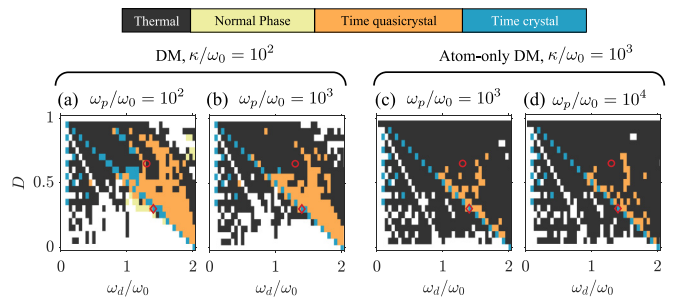 Thermal Normal Phase Time quasicrystal Time crystal
DM, κ/ω0 = 10^2 Atom-only DM, κ/ω0 = 10^3
(a) ωp/ω0 = 10^2 (b) ωp/ω0 = 10^3 (c) ωp/ω0 = 10^3 (d) ωp/ω0 = 10^4
1
D 0.5
0
0 1 2 0 1 2 0 1 2 0 1 2
ωd/ω0 ωd/ω0 ωd/ω0 ωd/ω0